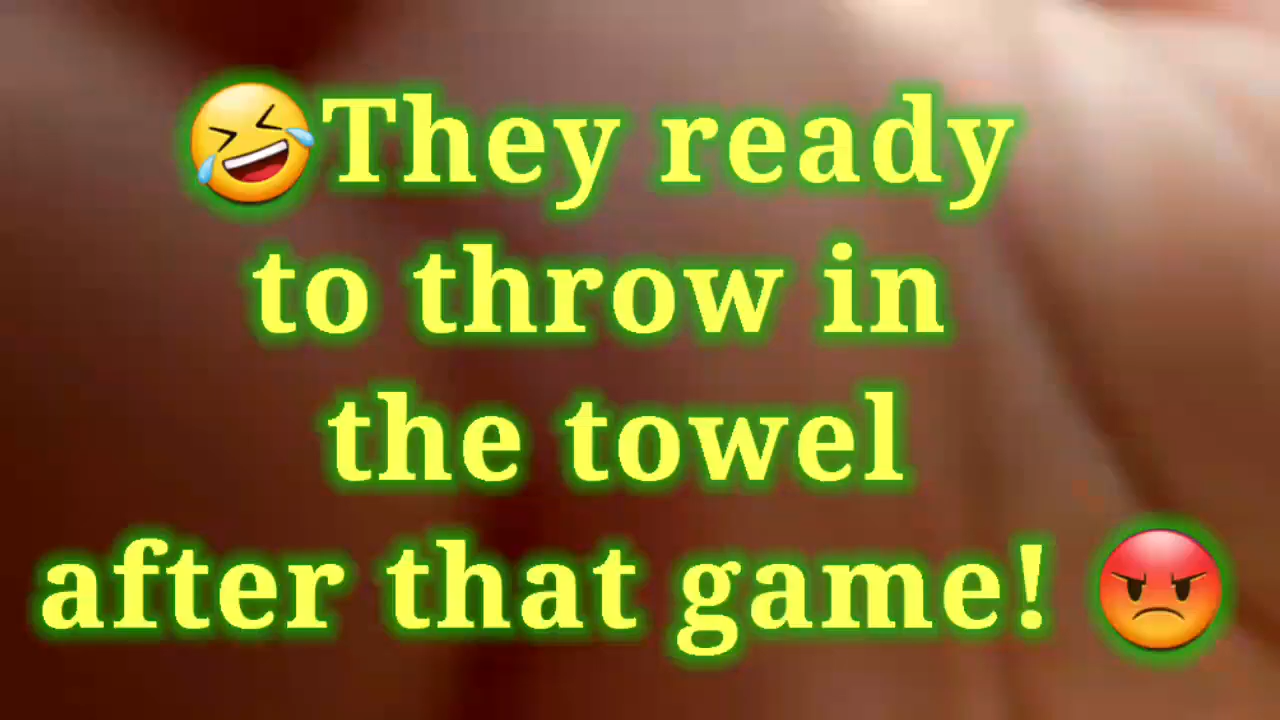 🤣They ready
to throw in
the towel
after that game! 😡